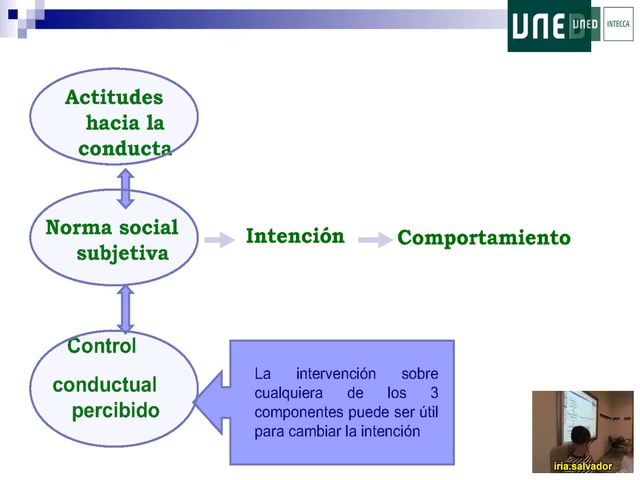 UNED
UNED
INTECCA
Actitudes
hacia la
conducta
Norma social
subjetiva
Intención
Comportamiento
Control
conductual
percibido
La intervención sobre
cualquiera de los 3
componentes puede ser útil
para cambiar la intención
iria.salvador